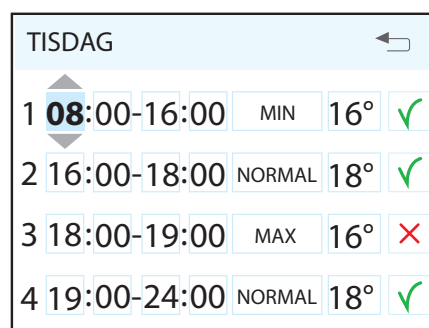 TISDAG
1 08:00-16:00 MIN 16°
2 16:00-18:00 NORMAL 18°
3 18:00-19:00 MAX 16°
4 19:00-24:00 NORMAL 18°